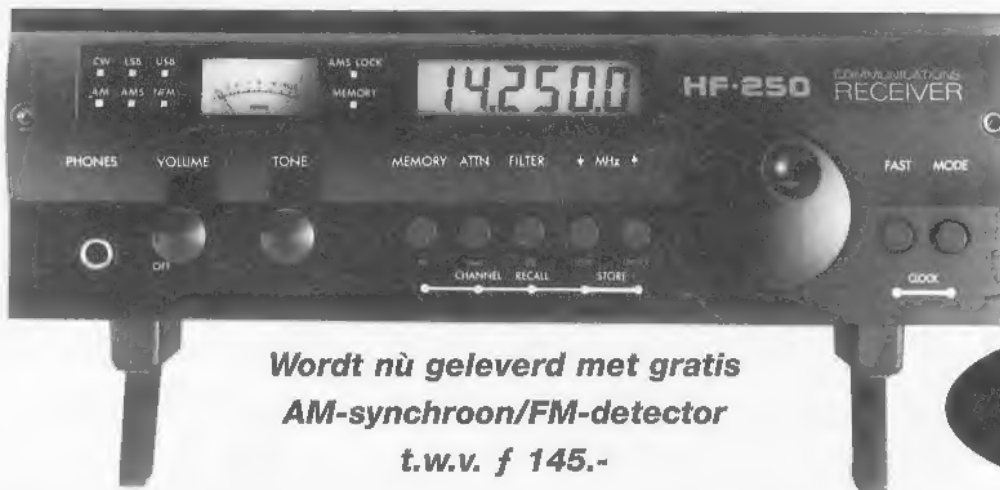 CW LSB USB
AM AMS NFM
AMS LOCK
MEMORY
14.250.0
HF-250
COMMUNICATIONS
RECEIVER
PHONES VOLUME TONE
MEMORY ATTN FILTER MHz
FAST MODE
OFF
CHANNEL RECALL STORE
CLOCK
Wordt nù geleverd met gratis
AM-synchroon/FM-detector
t.w.v. ƒ 145.-